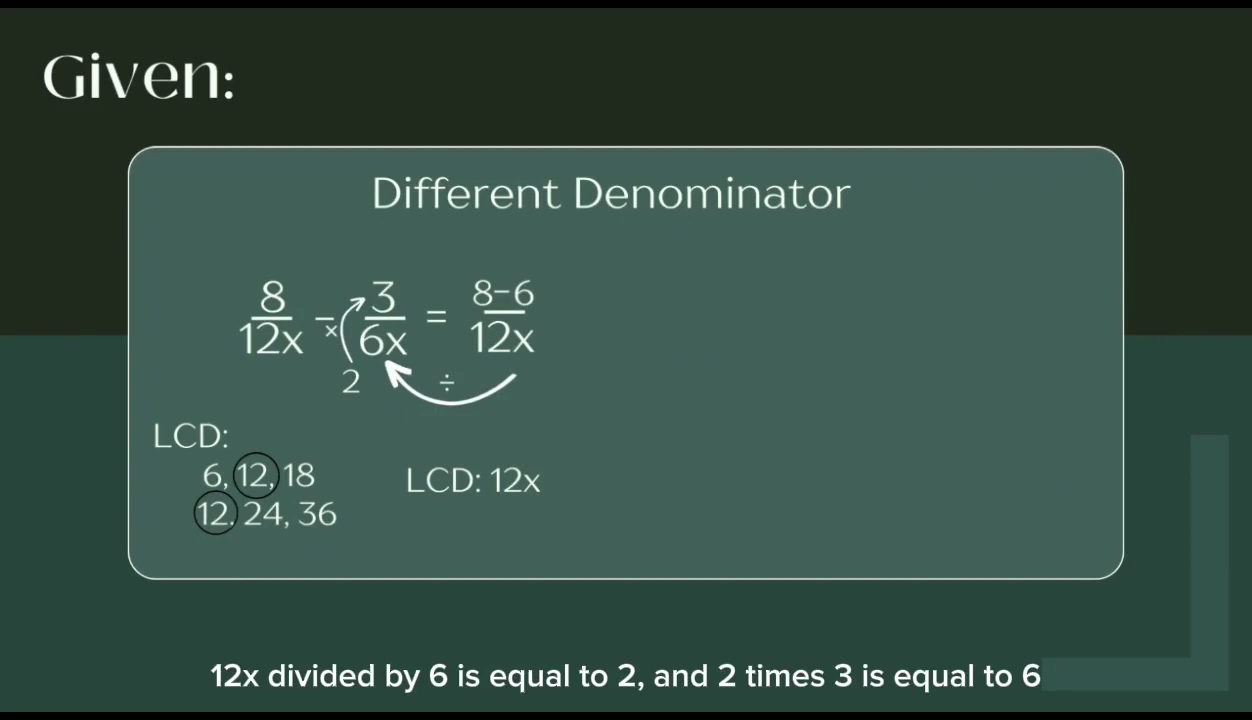 Given:
Different Denominator
8/12x - 3/6x = 8-6/12x
×
2 ÷
LCD:
6, 12, 18
12. 24, 36
LCD: 12x
12x divided by 6 is equal to 2, and 2 times 3 is equal to 6